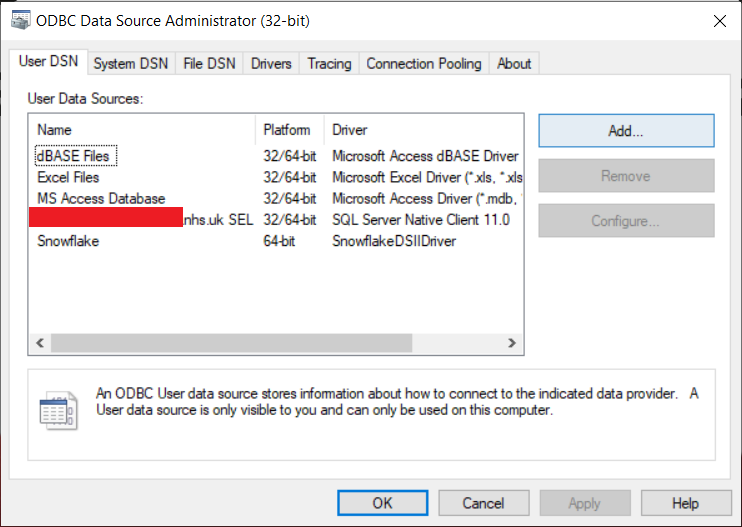 ODBC Data Source Administrator (32-bit)
User DSN System DSN File DSN Drivers Tracing Connection Pooling About
User Data Sources:
Name Platform Driver
dBASE Files 32/64-bit Microsoft Access dBASE Driver
Excel Files 32/64-bit Microsoft Excel Driver (*.xls, *.xls
MS Access Database 32/64-bit Microsoft Access Driver (*.mdb, *
nhs.uk SEL 32/64-bit SQL Server Native Client 11.0
Snowflake 64-bit SnowflakeDSIIDriver
Add...
Remove
Configure...
An ODBC User data source stores information about how to connect to the indicated data provider. A
User data source is only visible to you and can only be used on this computer.
OK Cancel Apply Help